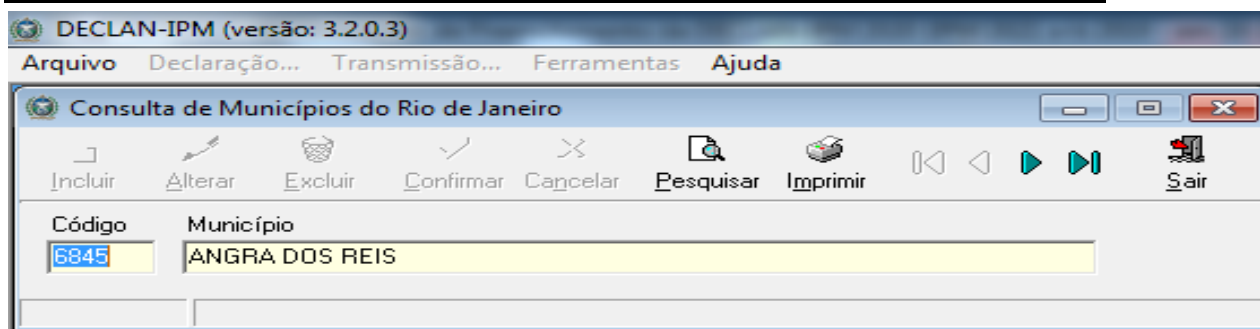 DECLAN-IPM (versão: 3.2.0.3)
Arquivo Declaração... Transmissão... Ferramentas Ajuda
Consulta de Municípios do Rio de Janeiro
Incluir Alterar Excluir Confirmar Cancelar Pesquisar Imprimir Sair
Código Município
6845 ANGRA DOS REIS